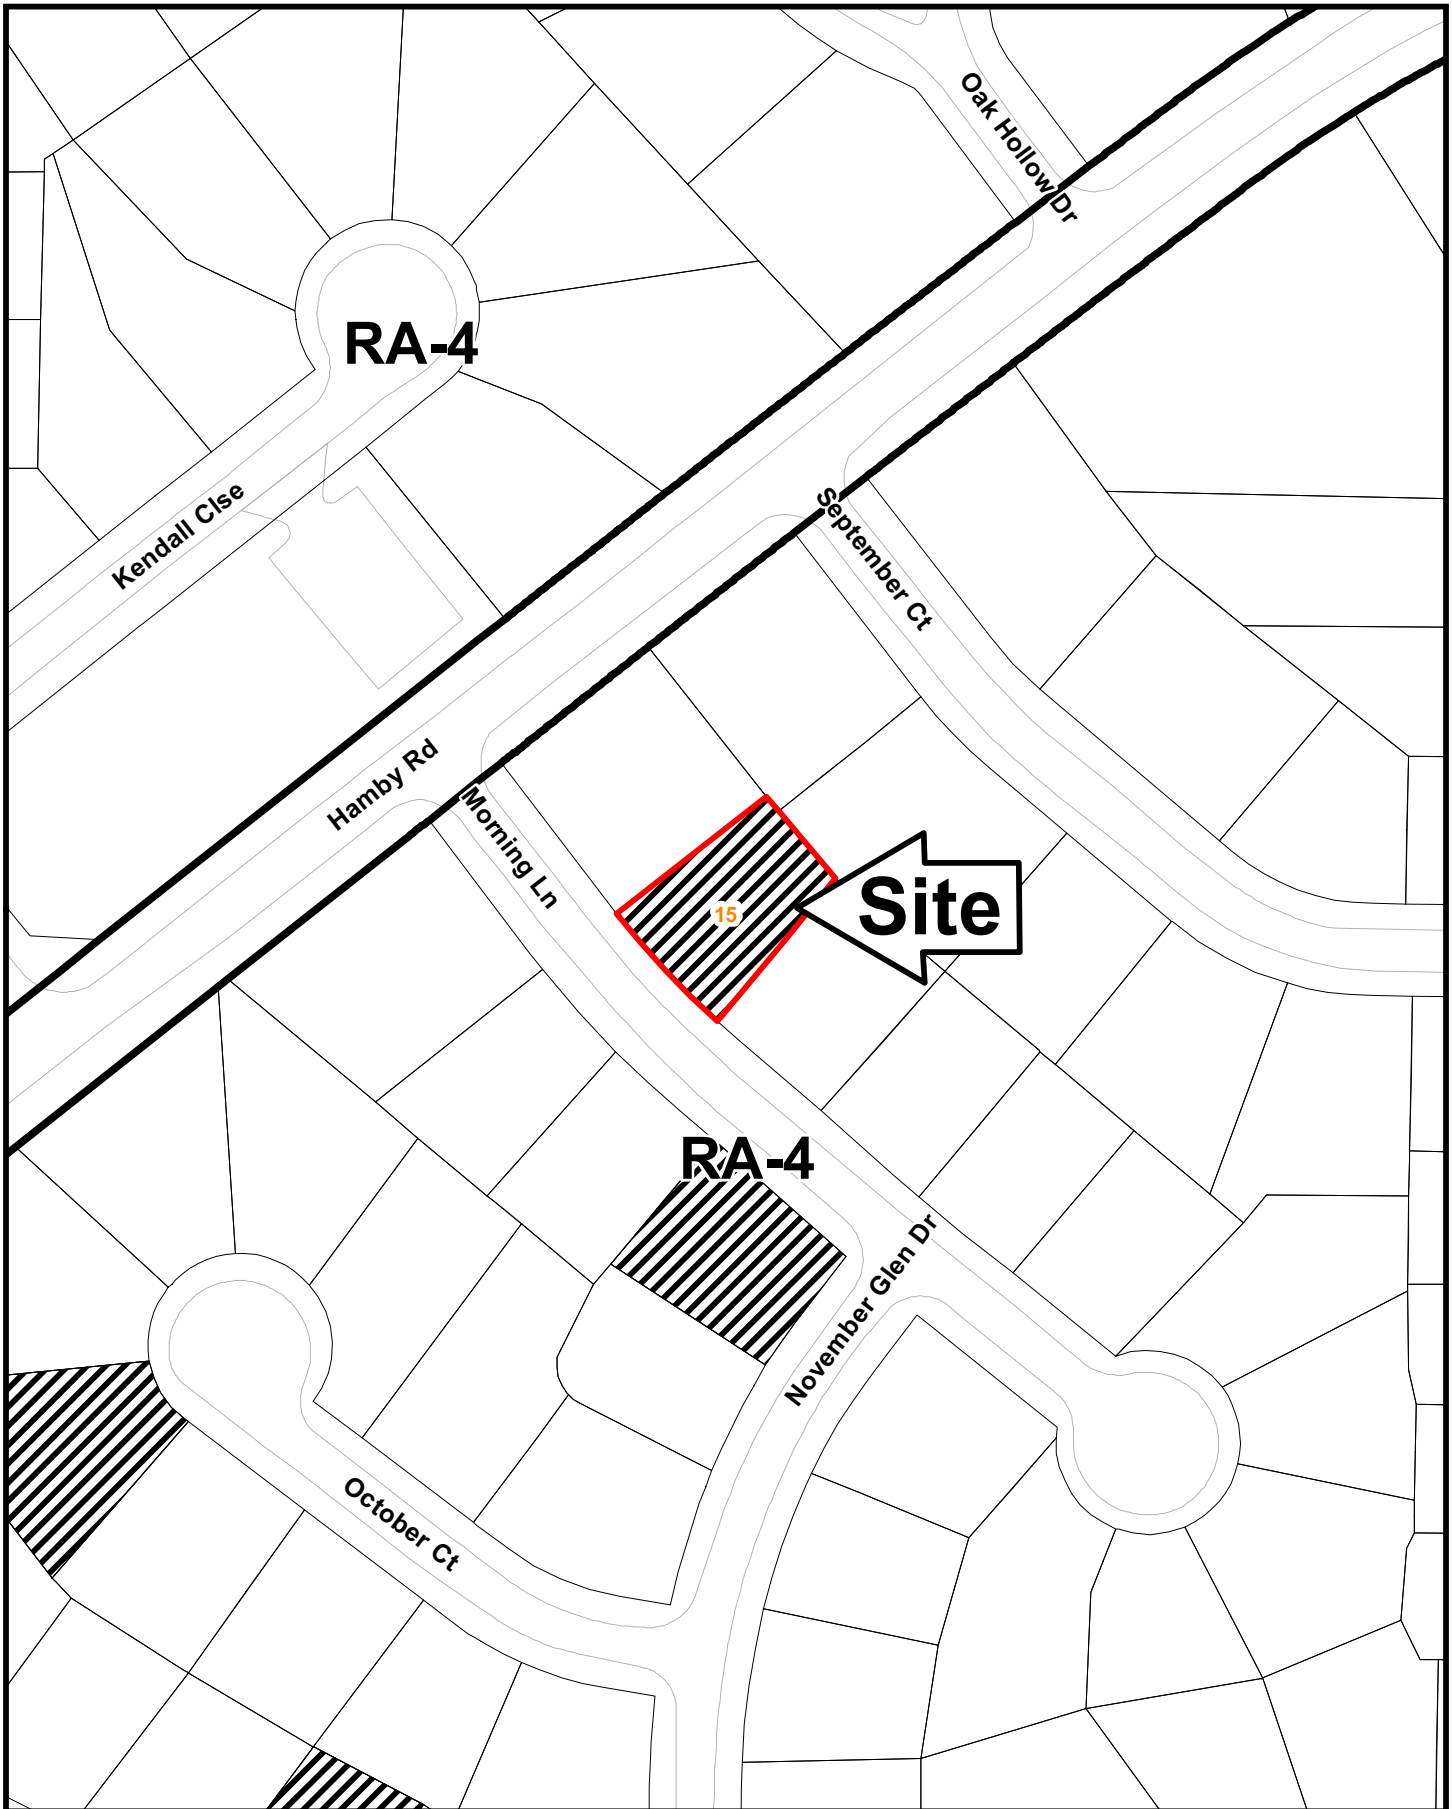 Oak Hollow Dr
RA-4
Kendall Clse
September Ct
Hamby Rd
Morning Ln
15
Site
RA-4
November Glen Dr
October Ct